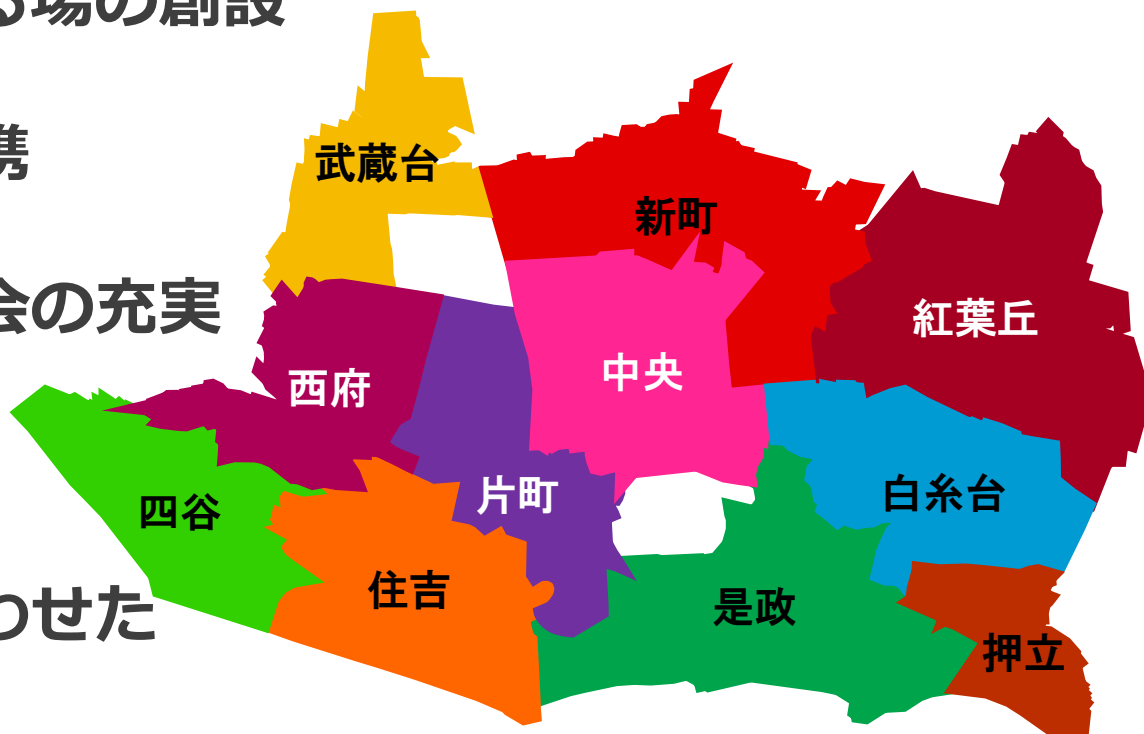 る場の創設
携
会の充実
わせた
武蔵台
新町
紅葉丘
中央
西府
片町
白糸台
四谷
住吉
是政
押立